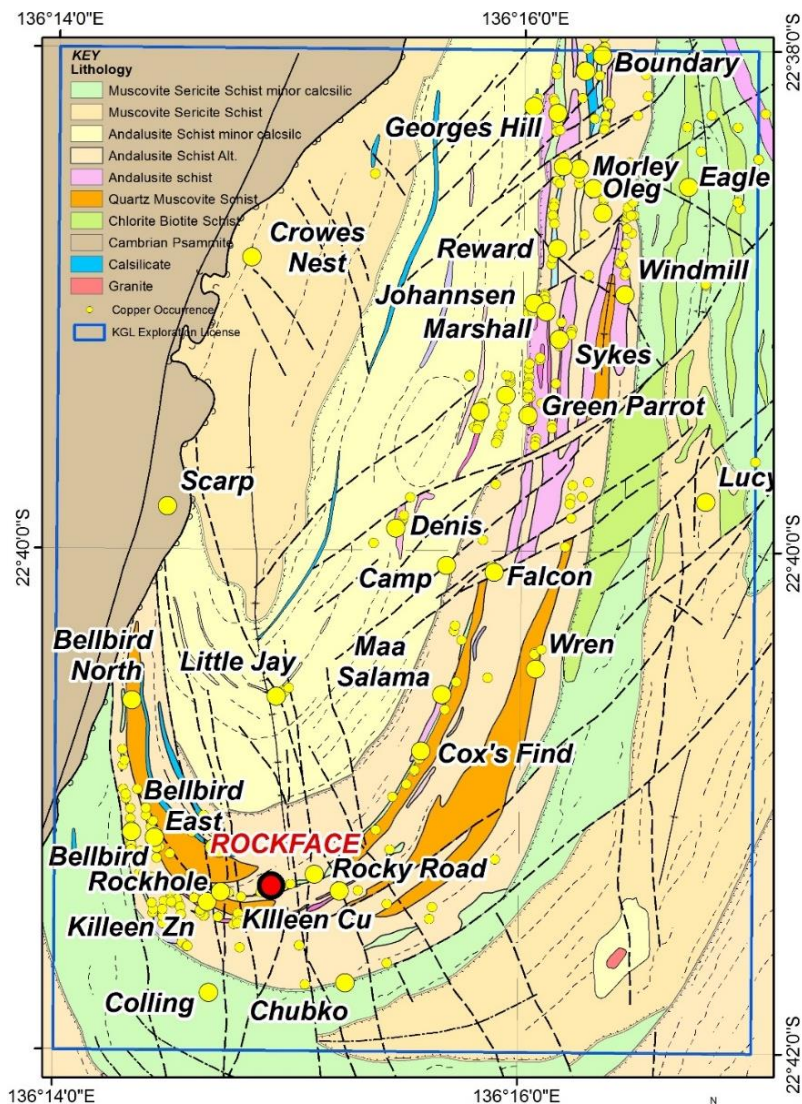 136°14'0"E
136°16'0"E
KEY
Lithology
Muscovite Sericite Schist minor calcsilic
Muscovite Sericite Schist
Andalusite Schist minor calcsilc
Andalusite Schist Alt.
Andalusite schist
Quartz Muscovite Schist
Chlorite Biotite Schist
Cambrian Psammite
Calsilicate
Granite
Copper Occurrence
KGL Exploration License
22°38'0"S
Boundary
Georges Hill
Morley
Oleg
Eagle
Crowes
Nest
Reward
Windmill
Johannsen
Marshall
Sykes
Green Parrot
Scarp
Lucy
Denis
22°40'0"S
22°40'0"S
Camp
Falcon
Bellbird
North
Little Jay
Maa
Salama
Wren
Cox's Find
Bellbird
East
ROCKFACE
Bellbird
Rockhole
Rocky Road
Killeen Zn
KIlleen Cu
Colling
Chubko
22°42'0"S
136°14'0"E
136°16'0"E
N